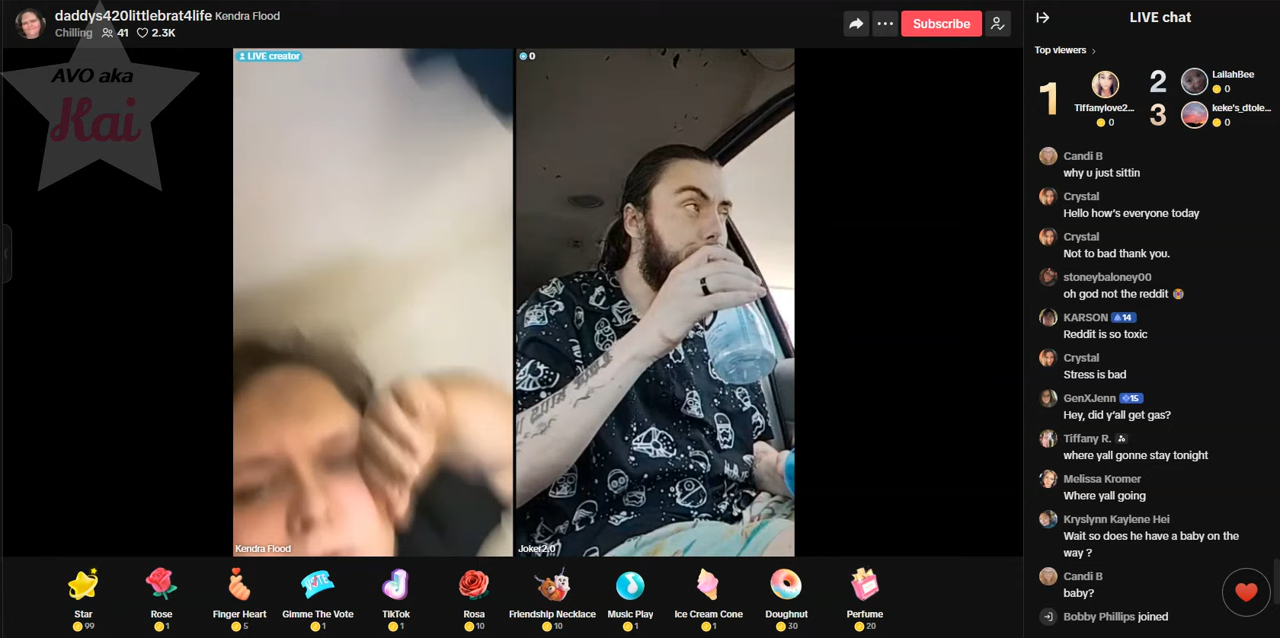 daddys420littlebrat4life Kendra Flood
Chilling 41 2.3K
Subscribe
AVO aka
Kai
LIVE creator
0
Kendra Flood
Joker2.0
LIVE chat
Top viewers >
1
Tiffanylove2...
0
2
LailahBee
0
3
keke's_dtole...
0
Candi B
why u just sittin
Crystal
Hello how's everyone today
Crystal
Not to bad thank you.
stoneybaloney00
oh god not the reddit 😭
KARSON 14
Reddit is so toxic
Crystal
Stress is bad
GenXJenn 15
Hey, did y'all get gas?
Tiffany R.
where yall gonne stay tonight
Melissa Kromer
Where yall going
Kryslynn Kaylene Hei
Wait so does he have a baby on the
way ?
Candi B
baby?
Bobby Phillips joined
Star
99
Rose
1
Finger Heart
5
VOTE
Gimme The Vote
1
TikTok
1
Rosa
10
Friendship Necklace
10
Music Play
1
Ice Cream Cone
1
Doughnut
30
Perfume
20